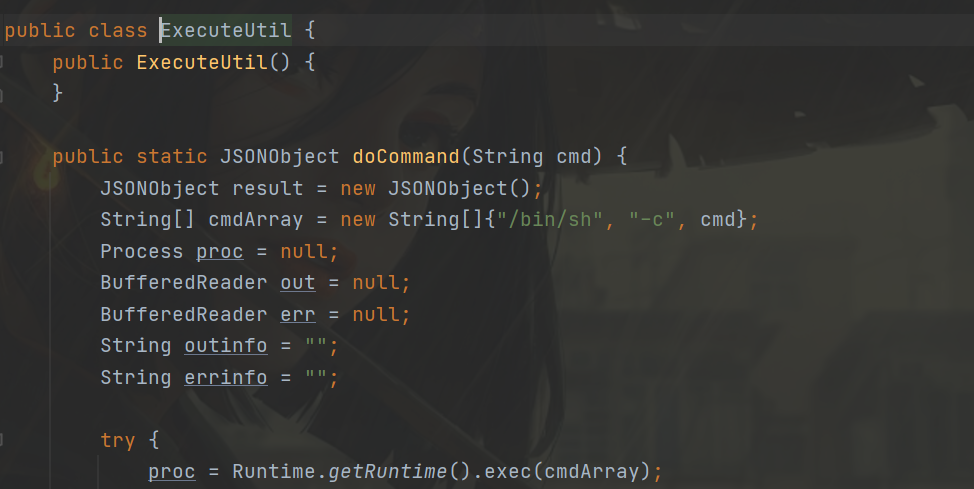 public class ExecuteUtil {
    public ExecuteUtil() {
    }
    public static JSONObject doCommand(String cmd) {
        JSONObject result = new JSONObject();
        String[] cmdArray = new String[]{"/bin/sh", "-c", cmd};
        Process proc = null;
        BufferedReader out = null;
        BufferedReader err = null;
        String outinfo = "";
        String errinfo = "";
        try {
            proc = Runtime.getRuntime().exec(cmdArray);